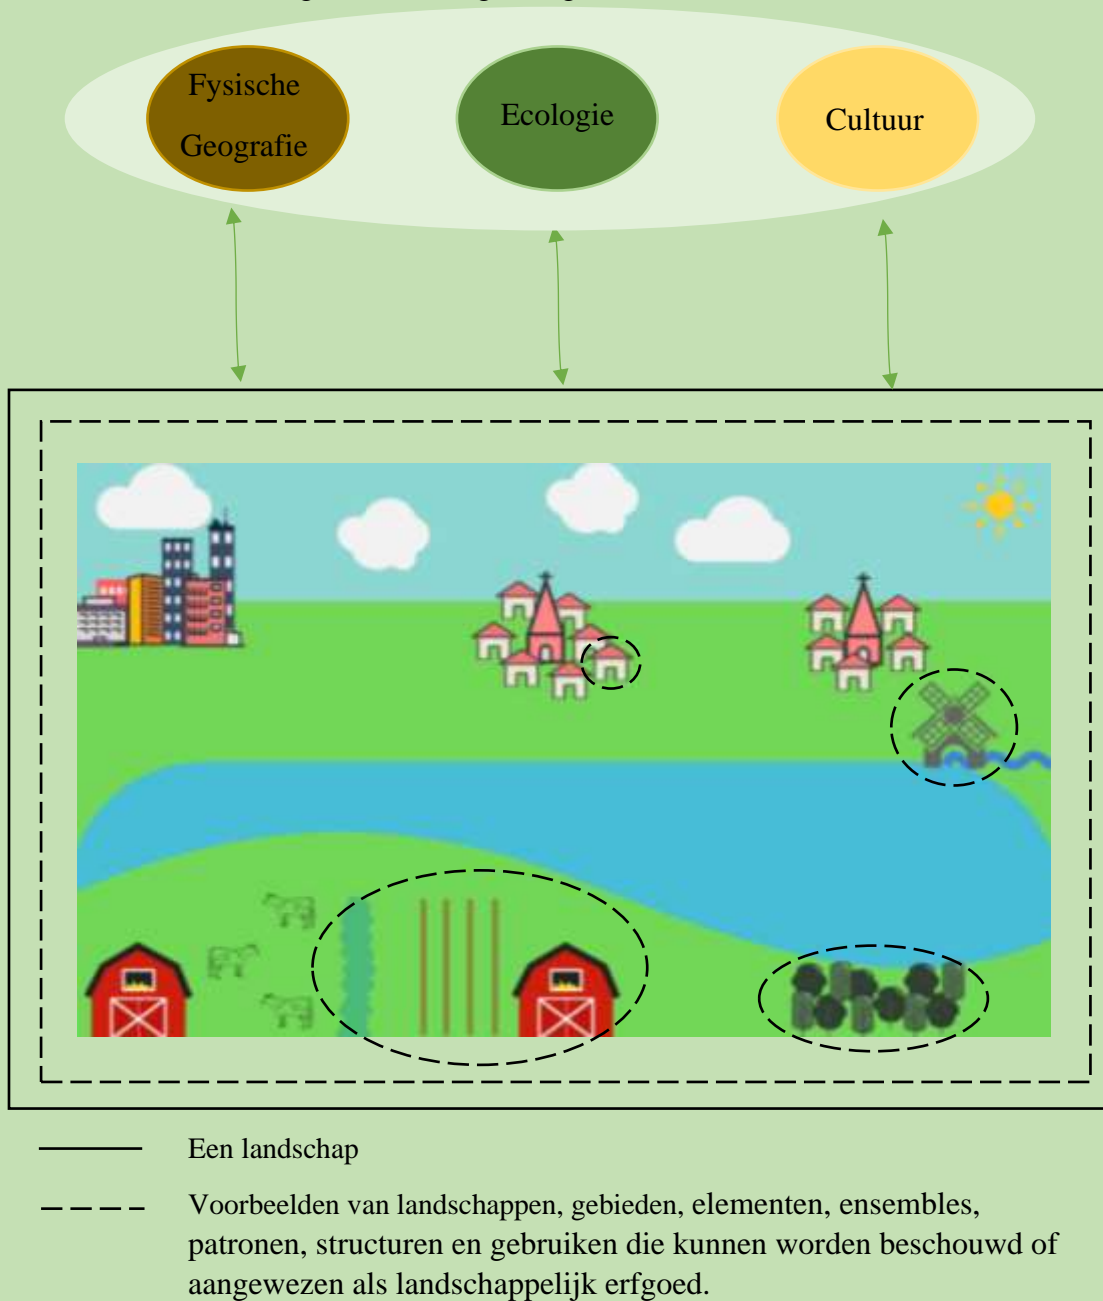 Fysische
Geografie
Ecologie
Cultuur
Een landschap
Voorbeelden van landschappen, gebieden, elementen, ensembles,
patronen, structuren en gebruiken die kunnen worden beschouwd of
aangewezen als landschappelijk erfgoed.